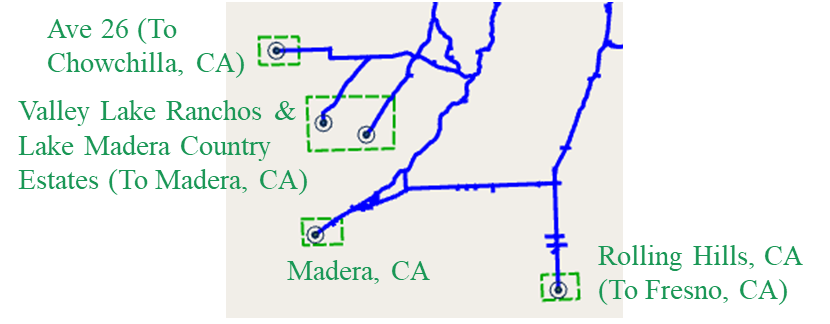 Ave 26 (To
Chowchilla, CA)
Valley Lake Ranchos &
Lake Madera Country
Estates (To Madera, CA)
Madera, CA
Rolling Hills, CA
(To Fresno, CA)